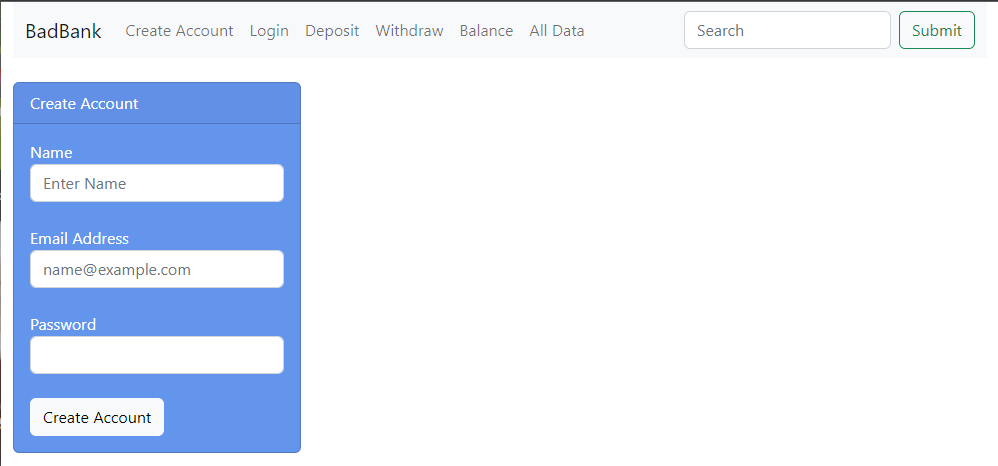 BadBank Create Account Login Deposit Withdraw Balance All Data Search Submit
Create Account
Name
Enter Name
Email Address
name@example.com
Password
Create Account